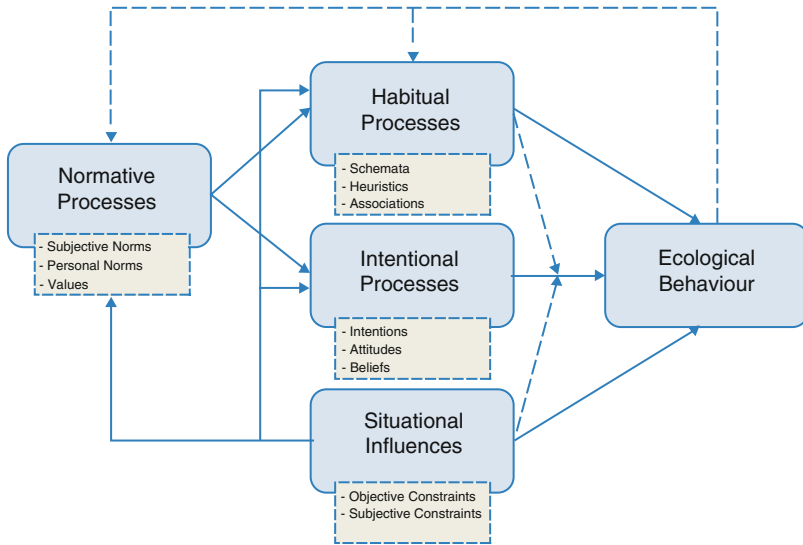 Habitual
Processes
- Schemata
- Heuristics
- Associations
Normative
Processes
- Subjective Norms
- Personal Norms
- Values
Intentional
Processes
- Intentions
- Attitudes
- Beliefs
Ecological
Behaviour
Situational
Influences
- Objective Constraints
- Subjective Constraints